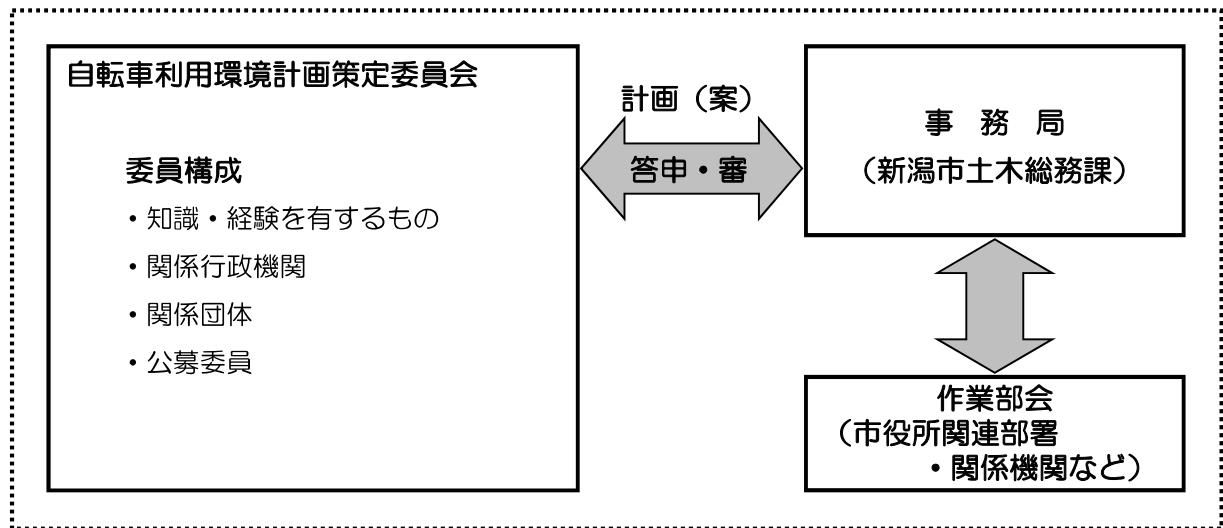 自転車利用環境計画策定委員会
委員構成
・知識・経験を有するもの
・関係行政機関
・関係団体
・公募委員
計画（案）
答申・審
事　務　局
（新潟市土木総務課）
作業部会
（市役所関連部署
・関係機関など）